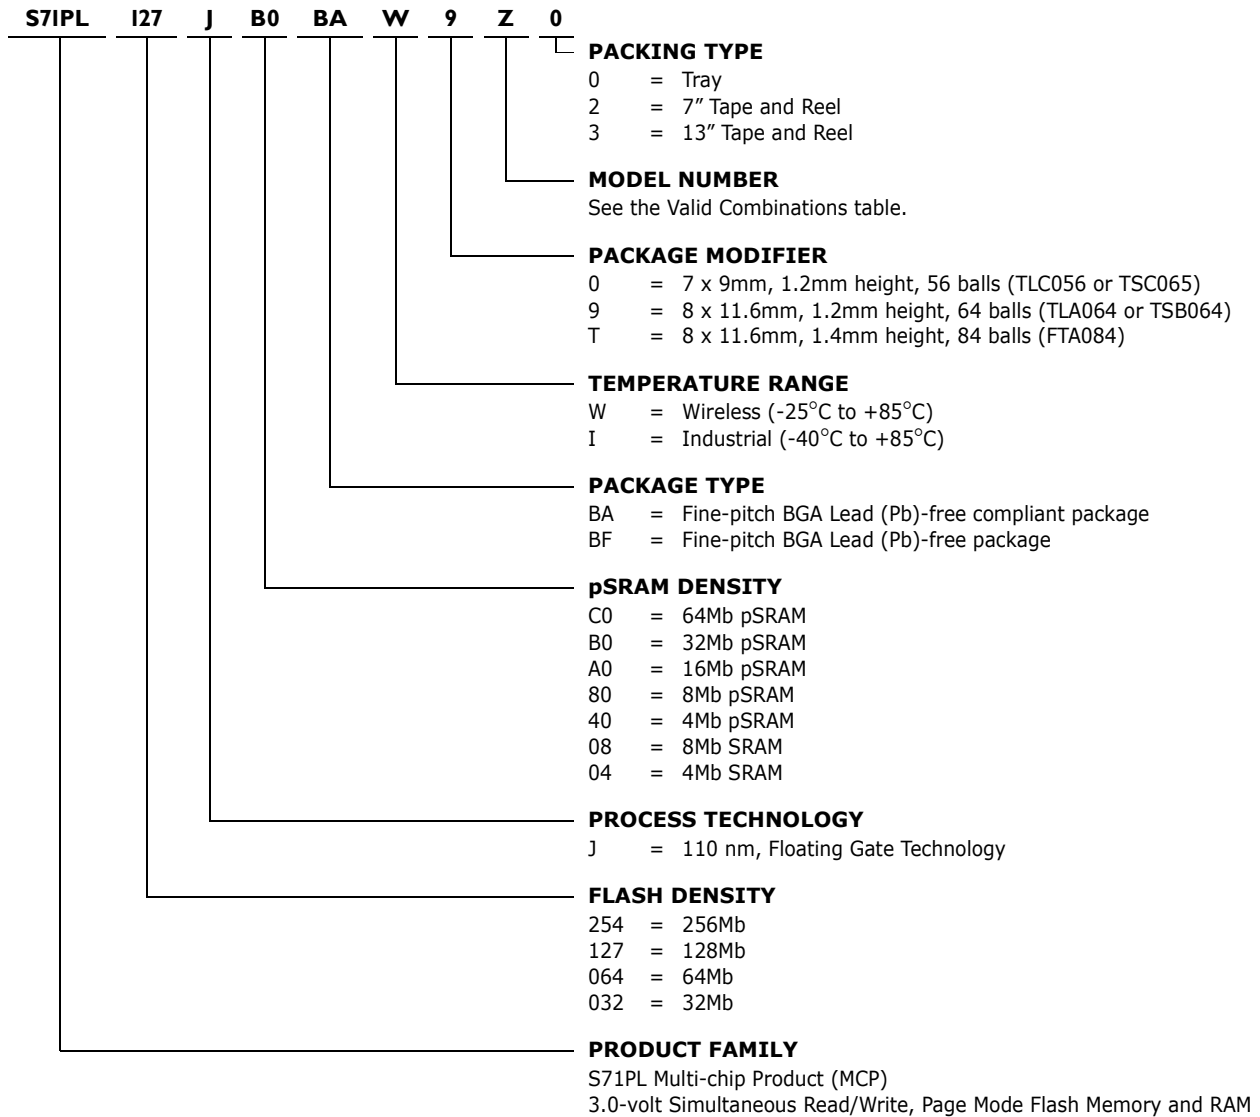 S71PL 127 J B0 BA W 9 Z 0
PACKING TYPE
0 = Tray
2 = 7″ Tape and Reel
3 = 13″ Tape and Reel
MODEL NUMBER
See the Valid Combinations table.
PACKAGE MODIFIER
0 = 7 x 9mm, 1.2mm height, 56 balls (TLC056 or TSC065)
9 = 8 x 11.6mm, 1.2mm height, 64 balls (TLA064 or TSB064)
T = 8 x 11.6mm, 1.4mm height, 84 balls (FTA084)
TEMPERATURE RANGE
W = Wireless (-25°C to +85°C)
I = Industrial (-40°C to +85°C)
PACKAGE TYPE
BA = Fine-pitch BGA Lead (Pb)-free compliant package
BF = Fine-pitch BGA Lead (Pb)-free package
pSRAM DENSITY
C0 = 64Mb pSRAM
B0 = 32Mb pSRAM
A0 = 16Mb pSRAM
80 = 8Mb pSRAM
40 = 4Mb pSRAM
08 = 8Mb SRAM
04 = 4Mb SRAM
PROCESS TECHNOLOGY
J = 110 nm, Floating Gate Technology
FLASH DENSITY
254 = 256Mb
127 = 128Mb
064 = 64Mb
032 = 32Mb
PRODUCT FAMILY
S71PL Multi-chip Product (MCP)
3.0-volt Simultaneous Read/Write, Page Mode Flash Memory and RAM